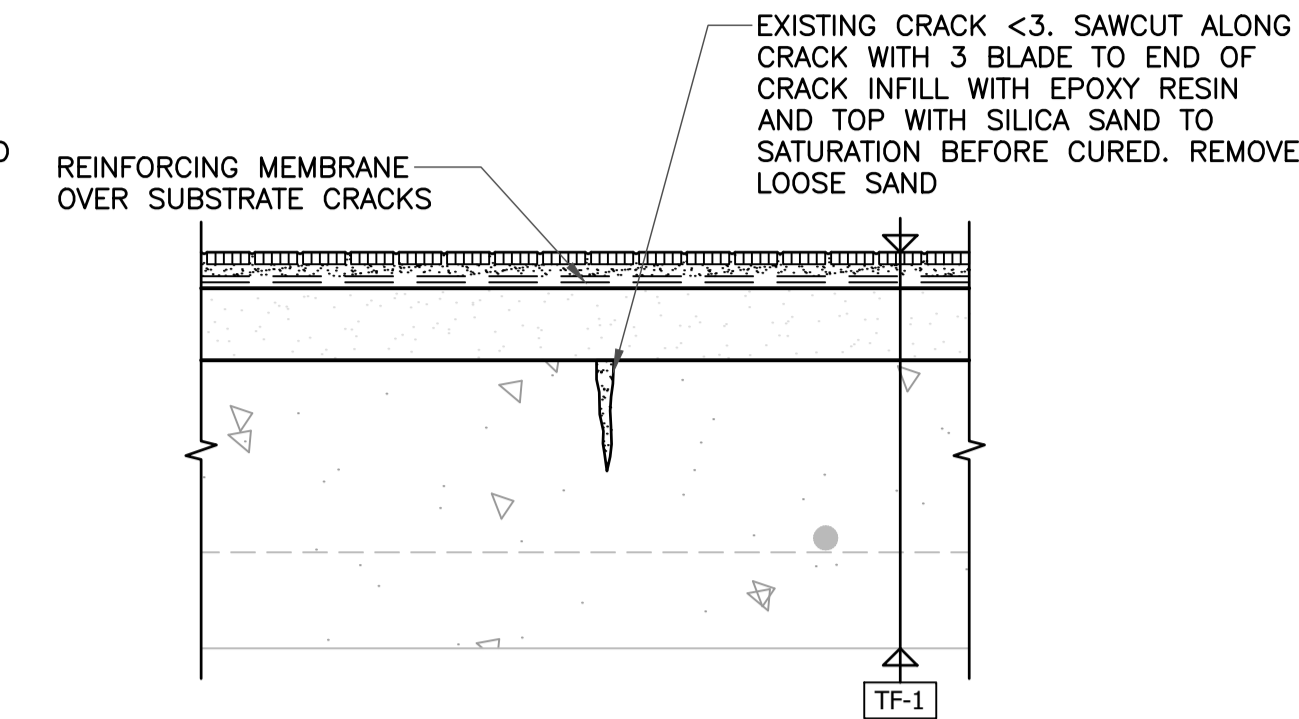 EXISTING CRACK <3. SAWCUT ALONG
CRACK WITH 3 BLADE TO END OF
CRACK INFILL WITH EPOXY RESIN
AND TOP WITH SILICA SAND TO
SATURATION BEFORE CURED. REMOVE
LOOSE SAND
REINFORCING MEMBRANE
OVER SUBSTRATE CRACKS
TF-1